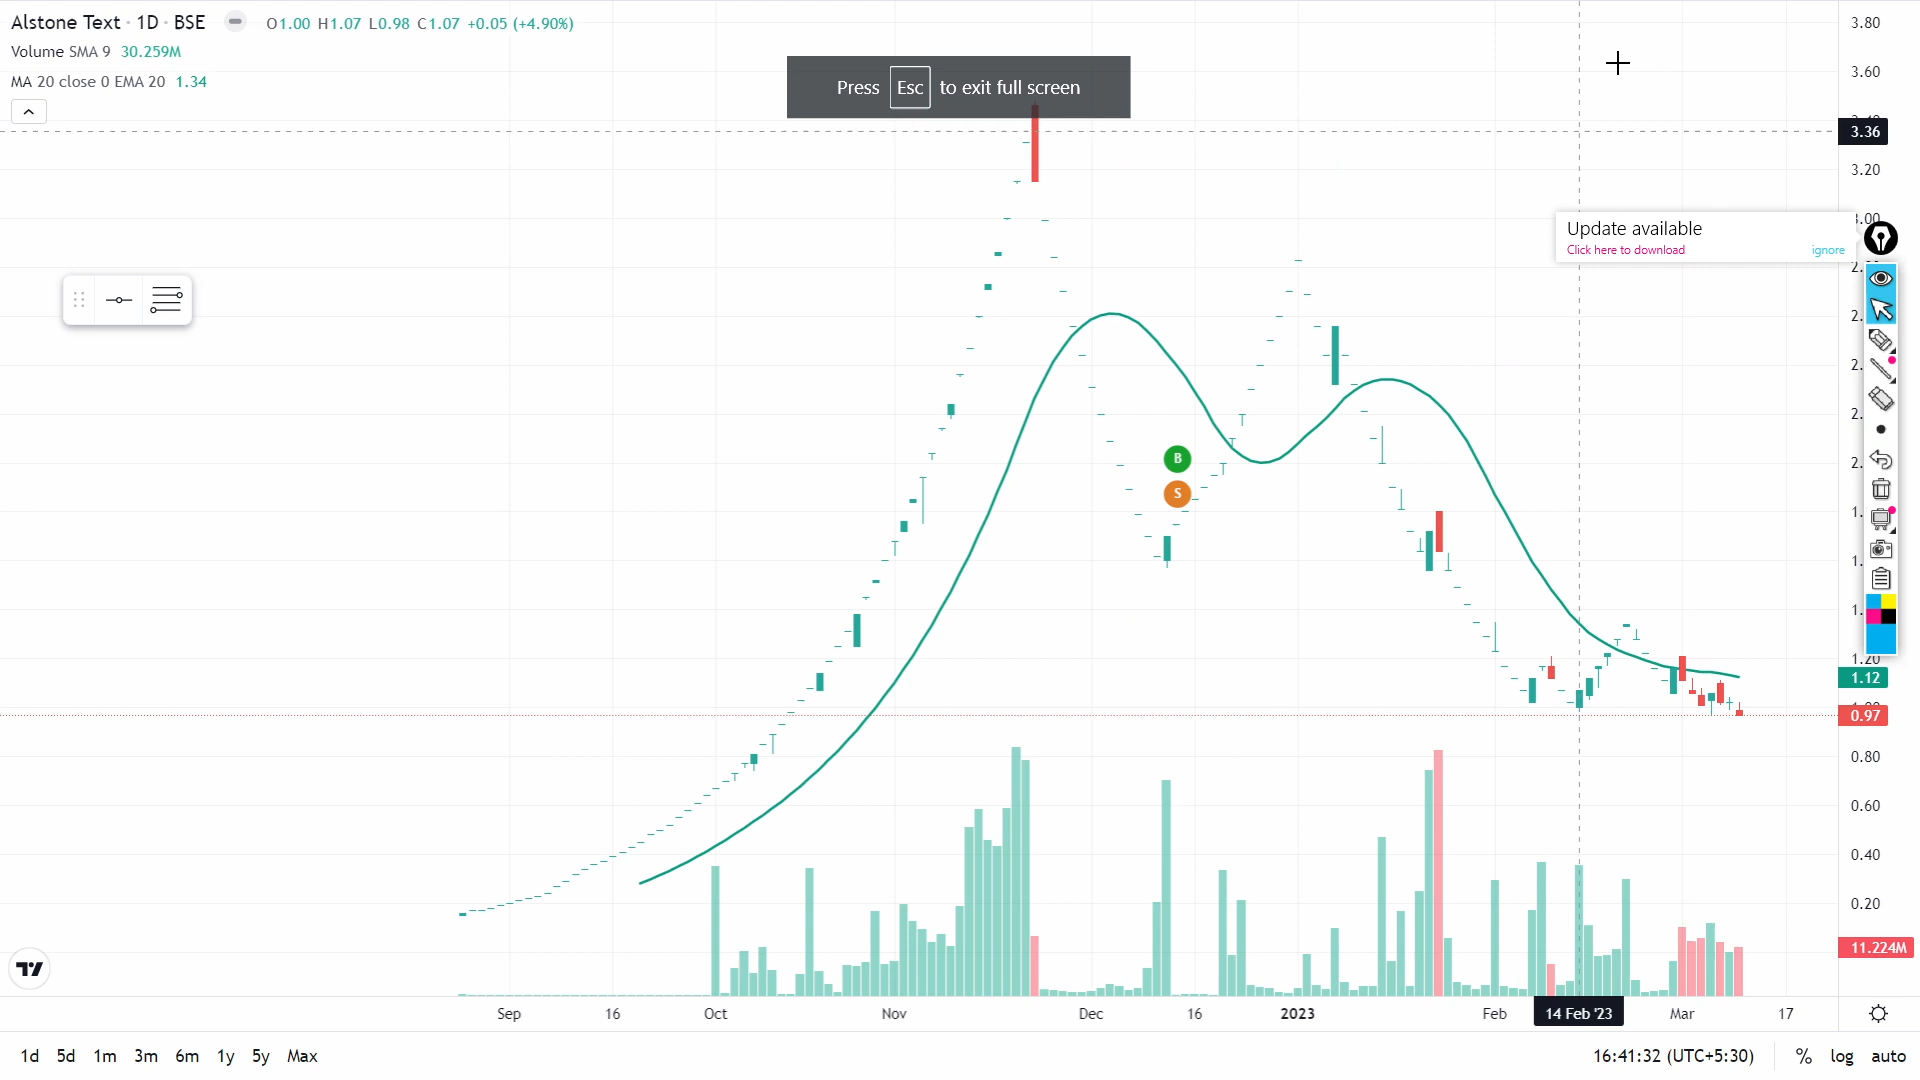 Alstone Text · 1D · BSE O1.00 H1.07 L0.98 C1.07 +0.05 (+4.90%)
Volume SMA 9 30.259M
MA 20 close 0 EMA 20 1.34
Press Esc to exit full screen
3.80
3.60
3.36
3.20
Update available
Click here to download ignore
B
S
1.20
1.12
0.97
0.80
0.60
0.40
0.20
11.224M
Sep 16 Oct Nov Dec 16 2023 Feb 14 Feb '23 Mar 17
1d 5d 1m 3m 6m 1y 5y Max 16:41:32 (UTC+5:30) % log auto